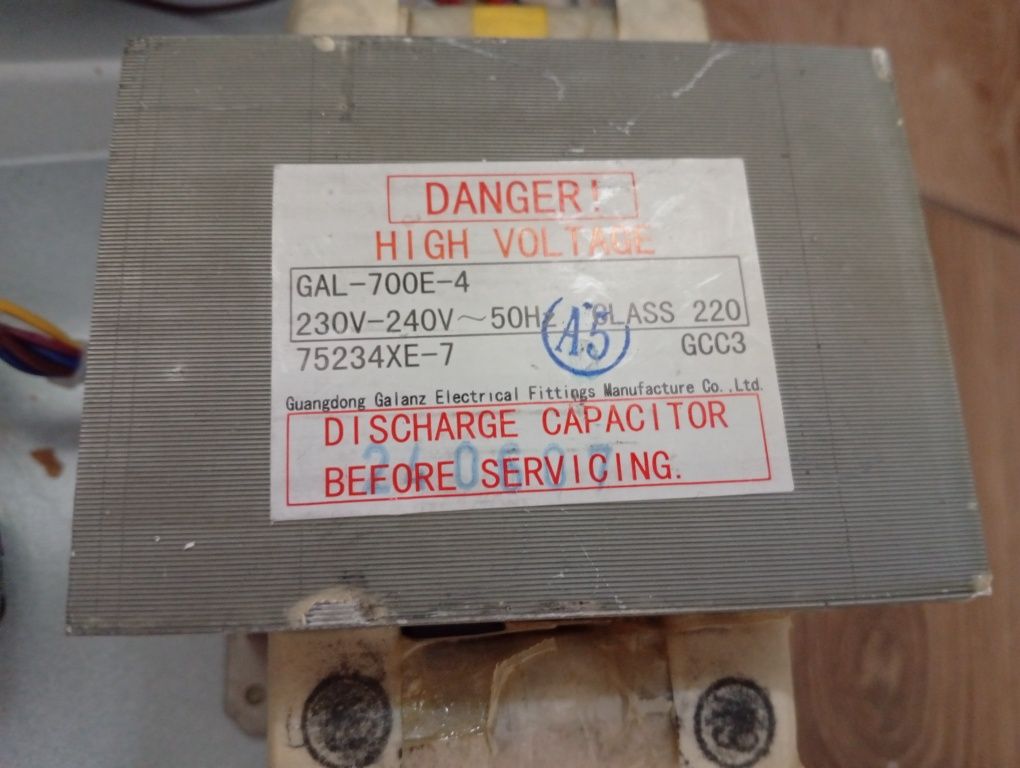 DANGER!
HIGH VOLTAGE
GAL-700E-4
230V-240V~50Hz. CLASS 220
75234XE-7
A5
GCC3
Guangdong Galanz Electrical Fittings Manufacture Co.,Ltd.
DISCHARGE CAPACITOR
BEFORE SERVICING.